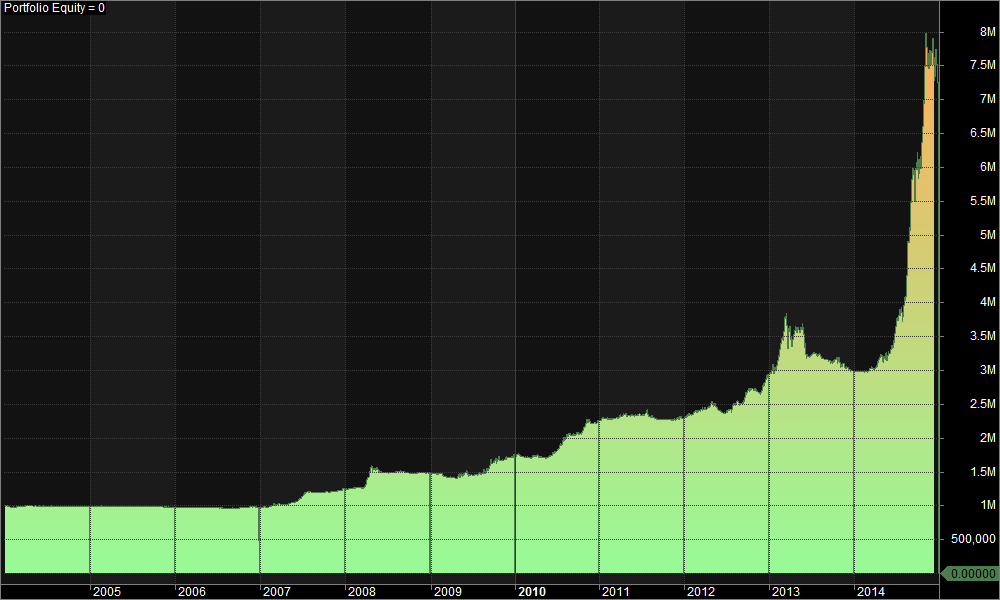 Portfolio Equity = 0
8M
7.5M
7M
6.5M
6M
5.5M
5M
4.5M
4M
3.5M
3M
2.5M
2M
1.5M
1M
500,000
0.00000
2005 2006 2007 2008 2009 2010 2011 2012 2013 2014